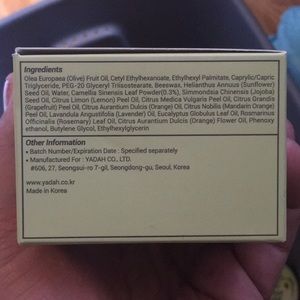 Ingredients
Olea Europaea (Olive) Fruit Oil, Cetyl Ethylhexanoate, Ethylhexyl Palmitate, Caprylic/Capric
Triglyceride, PEG-20 Glyceryl Triisostearate, Beeswax, Helianthus Annuus (Sunflower)
Seed Oil, Water, Camellia Sinensis Leaf Powder(0.3%), Simmondsia Chinensis (Jojoba)
Seed Oil, Citrus Limon (Lemon) Peel Oil, Citrus Medica Vulgaris Peel Oil, Citrus Grandis
(Grapefruit) Peel Oil, Citrus Aurantium Dulcis (Orange) Oil, Citrus Nobilis (Mandarin Orange)
Peel Oil, Lavandula Angustifolia (Lavender) Oil, Eucalyptus Globulus Leaf Oil, Rosmarinus
Officinalis (Rosemary) Leaf Oil, Citrus Aurantium Dulcis (Orange) Flower Oil, Phenoxy
ethanol, Butylene Glycol, Ethylhexylglycerin
Other Information
• Batch Number/Expiration Date : Specified separately
• Manufactured For : YADAH CO., LTD.
#606, 27, Seongsui-ro 7-gil, Seongdong-gu, Seoul, Korea
www.yadah.co.kr
Made in Korea